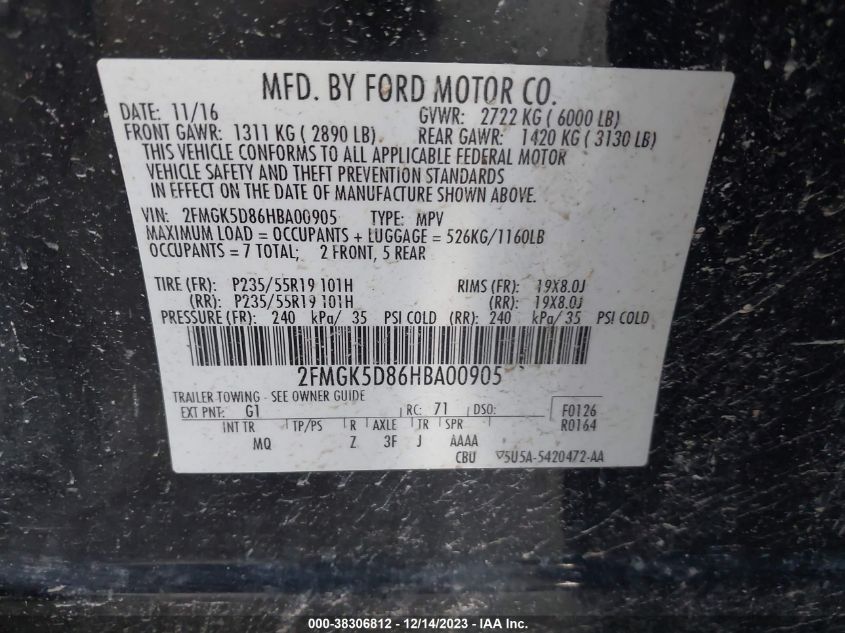 MFD. BY FORD MOTOR CO.
DATE: 11/16 GVWR: 2722 KG ( 6000 LB)
FRONT GAWR: 1311 KG ( 2890 LB) REAR GAWR: 1420 KG ( 3130 LB)
THIS VEHICLE CONFORMS TO ALL APPLICABLE FEDERAL MOTOR
VEHICLE SAFETY AND THEFT PREVENTION STANDARDS
IN EFFECT ON THE DATE OF MANUFACTURE SHOWN ABOVE.
VIN: 2FMGK5D86HBA00905 TYPE: MPV
MAXIMUM LOAD = OCCUPANTS + LUGGAGE = 526KG/1160LB
OCCUPANTS = 7 TOTAL; 2 FRONT, 5 REAR
TIRE (FR): P235/55R19 101H RIMS (FR): 19X8.0J
(RR): P235/55R19 101H (RR): 19X8.0J
PRESSURE (FR): 240 kPa/ 35 PSI COLD (RR): 240 kPa/ 35 PSI COLD
2FMGK5D86HBA00905
TRAILER TOWING - SEE OWNER GUIDE
EXT PNT: G1 RC: 71 DSO: F0126
INT TR TP/PS R AXLE TR SPR R0164
MQ Z 3F J AAAA
CBU 5U5A-5420472-AA
000-38306812 - 12/14/2023 - IAA Inc.